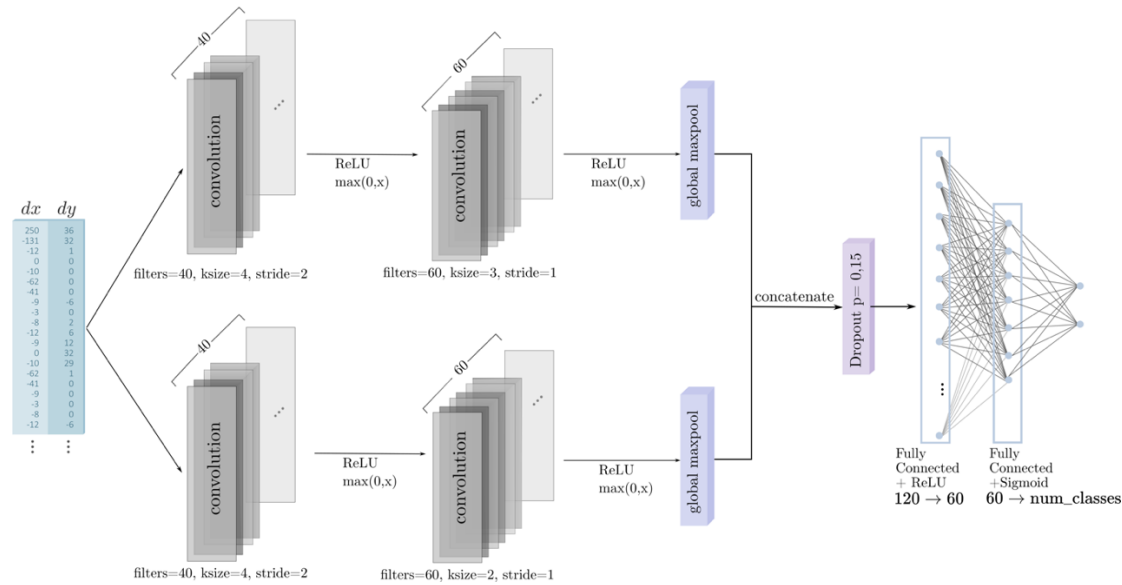 dx dy
250 36
-131 32
-12 1
0 0
-10 0
-62 0
-41 0
-9 -6
-3 0
-8 2
-12 6
-9 12
0 32
-10 29
-62 1
-41 0
-9 0
-3 0
-8 0
-12 -6
⋮ ⋮
40
convolution
...
filters=40, ksize=4, stride=2
ReLU
max(0,x)
60
convolution
...
filters=60, ksize=3, stride=1
ReLU
max(0,x)
global maxpool
40
convolution
...
filters=40, ksize=4, stride=2
ReLU
max(0,x)
60
convolution
...
filters=60, ksize=2, stride=1
ReLU
max(0,x)
global maxpool
concatenate
Dropout p= 0,15
...
Fully
Connected
+ ReLU
120 → 60
Fully
Connected
+Sigmoid
60 → num_classes